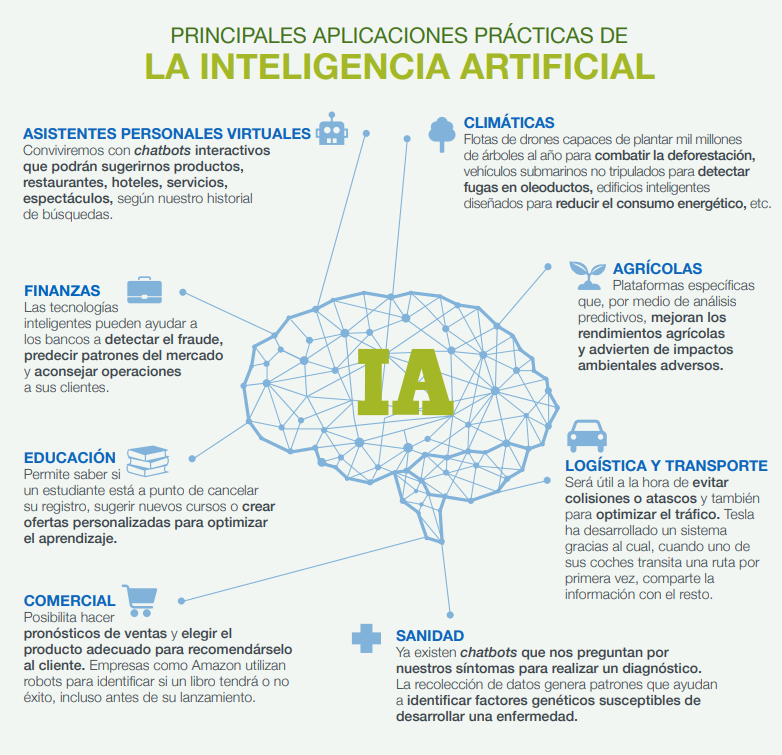 PRINCIPALES APLICACIONES PRÁCTICAS DE
LA INTELIGENCIA ARTIFICIAL
ASISTENTES PERSONALES VIRTUALES
Conviviremos con chatbots interactivos
que podrán sugerirnos productos,
restaurantes, hoteles, servicios,
espectáculos, según nuestro historial
de búsquedas.
CLIMÁTICAS
Flotas de drones capaces de plantar mil millones
de árboles al año para combatir la deforestación,
vehículos submarinos no tripulados para detectar
fugas en oleoductos, edificios inteligentes
diseñados para reducir el consumo energético, etc.
FINANZAS
Las tecnologías
inteligentes pueden ayudar a
los bancos a detectar el fraude,
predecir patrones del mercado
y aconsejar operaciones
a sus clientes.
AGRÍCOLAS
Plataformas específicas
que, por medio de análisis
predictivos, mejoran los
rendimientos agrícolas
y advierten de impactos
ambientales adversos.
IA
EDUCACIÓN
Permite saber si
un estudiante está a punto de cancelar
su registro, sugerir nuevos cursos o crear
ofertas personalizadas para optimizar
el aprendizaje.
LOGÍSTICA Y TRANSPORTE
Será útil a la hora de evitar
colisiones o atascos y también
para optimizar el tráfico. Tesla
ha desarrollado un sistema
gracias al cual, cuando uno de
sus coches transita una ruta por
primera vez, comparte la
información con el resto.
COMERCIAL
Posibilita hacer
pronósticos de ventas y elegir el
producto adecuado para recomendárselo
al cliente. Empresas como Amazon utilizan
robots para identificar si un libro tendrá o no
éxito, incluso antes de su lanzamiento.
SANIDAD
Ya existen chatbots que nos preguntan por
nuestros síntomas para realizar un diagnóstico.
La recolección de datos genera patrones que ayudan
a identificar factores genéticos susceptibles de
desarrollar una enfermedad.